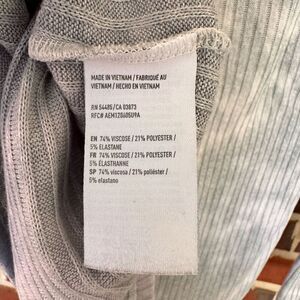 MADE IN VIETNAM / FABRIQUÉ AU
VIETNAM / HECHO EN VIETNAM
RN 54485/CA 03873
RFC# AEM120605U9A
EN 74% VISCOSE / 21% POLYESTER /
5% ELASTANE
FR 74% VISCOSE / 21% POLYESTER /
5% ELASTHANNE
SP 74% viscosa / 21% poliéster /
5% elastano